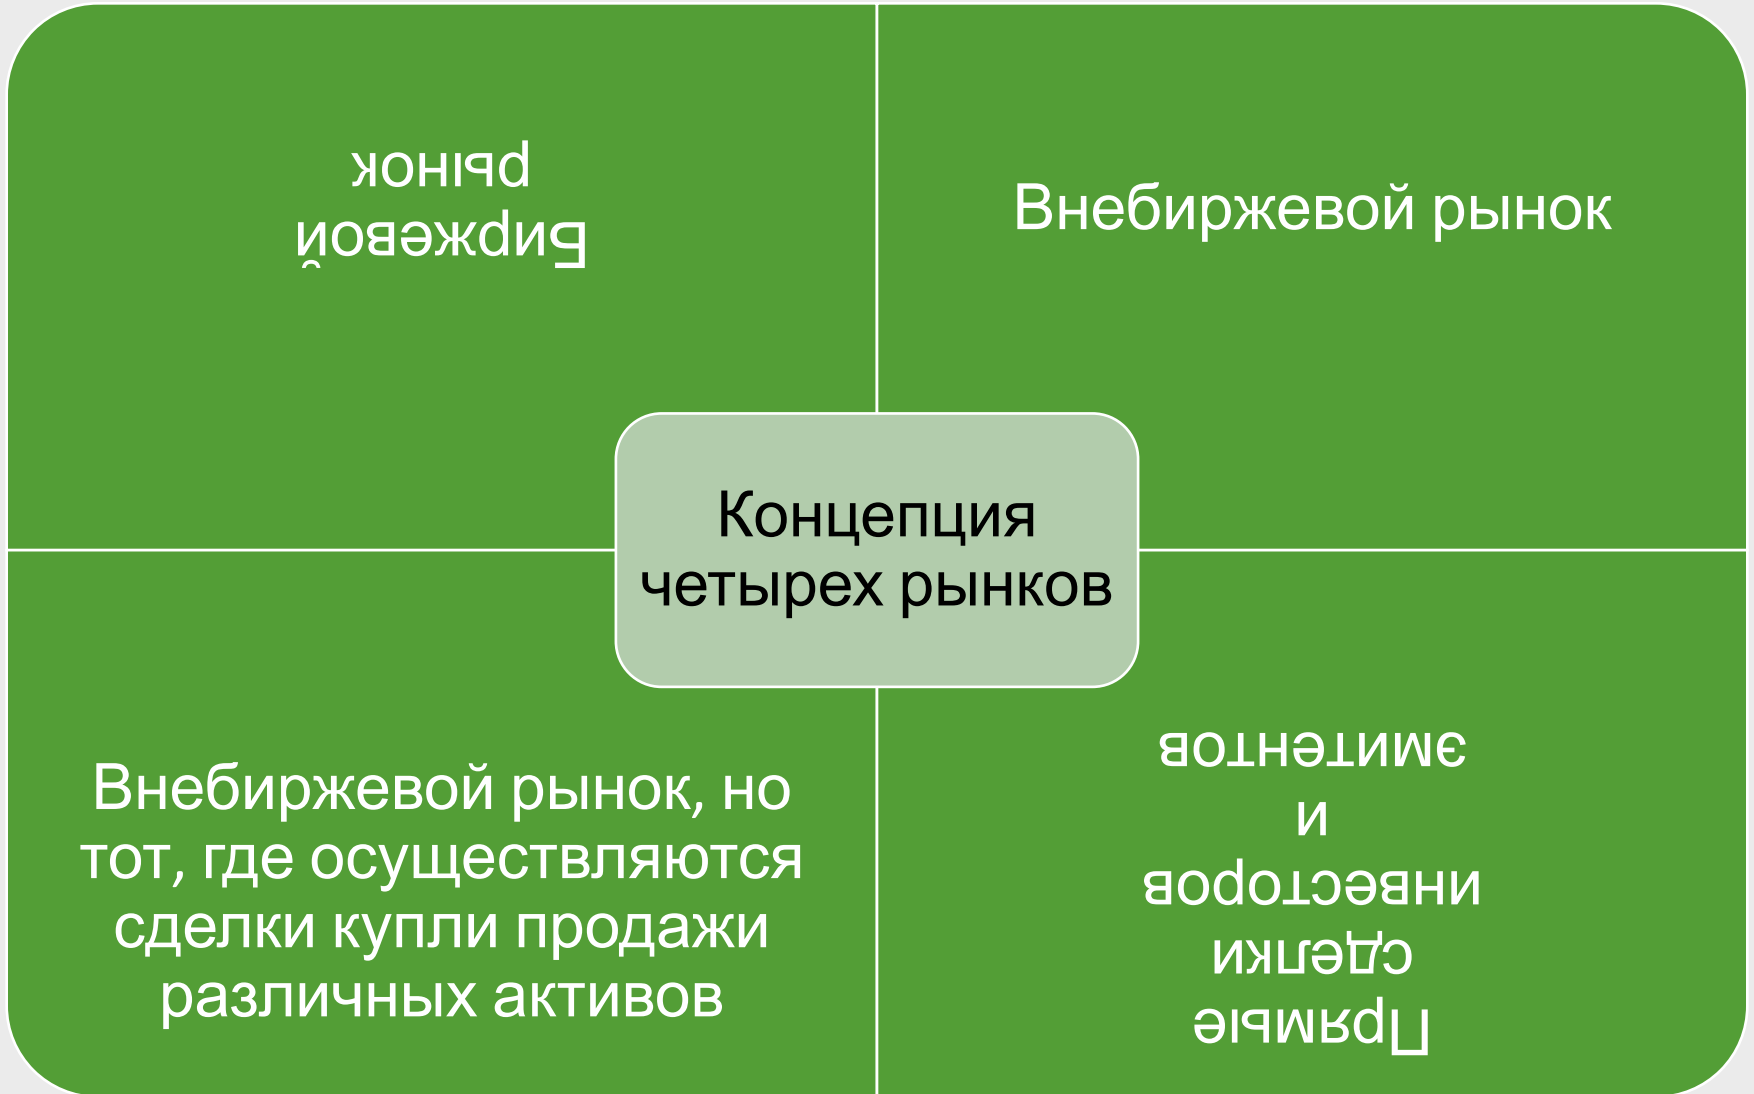 Биржевой
рынок
Внебиржевой рынок
Концепция
четырех рынков
Внебиржевой рынок, но
тот, где осуществляются
сделки купли продажи
различных активов
Прямые
сделки
инвесторов
и
эмитентов